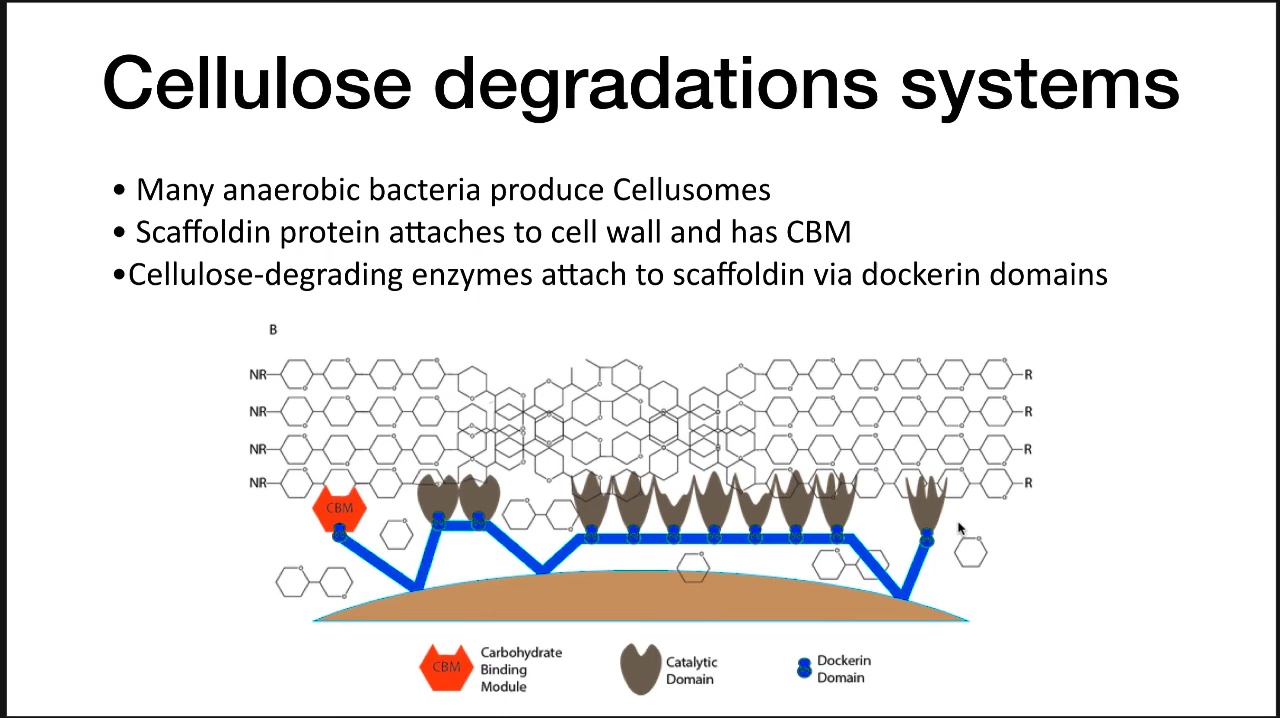 Cellulose degradations systems
• Many anaerobic bacteria produce Cellusomes
• Scaffoldin protein attaches to cell wall and has CBM
•Cellulose-degrading enzymes attach to scaffoldin via dockerin domains
B
NR R
NR R
NR R
NR R
CBM
CBM
Carbohydrate
Binding
Module
Catalytic
Domain
Dockerin
Domain